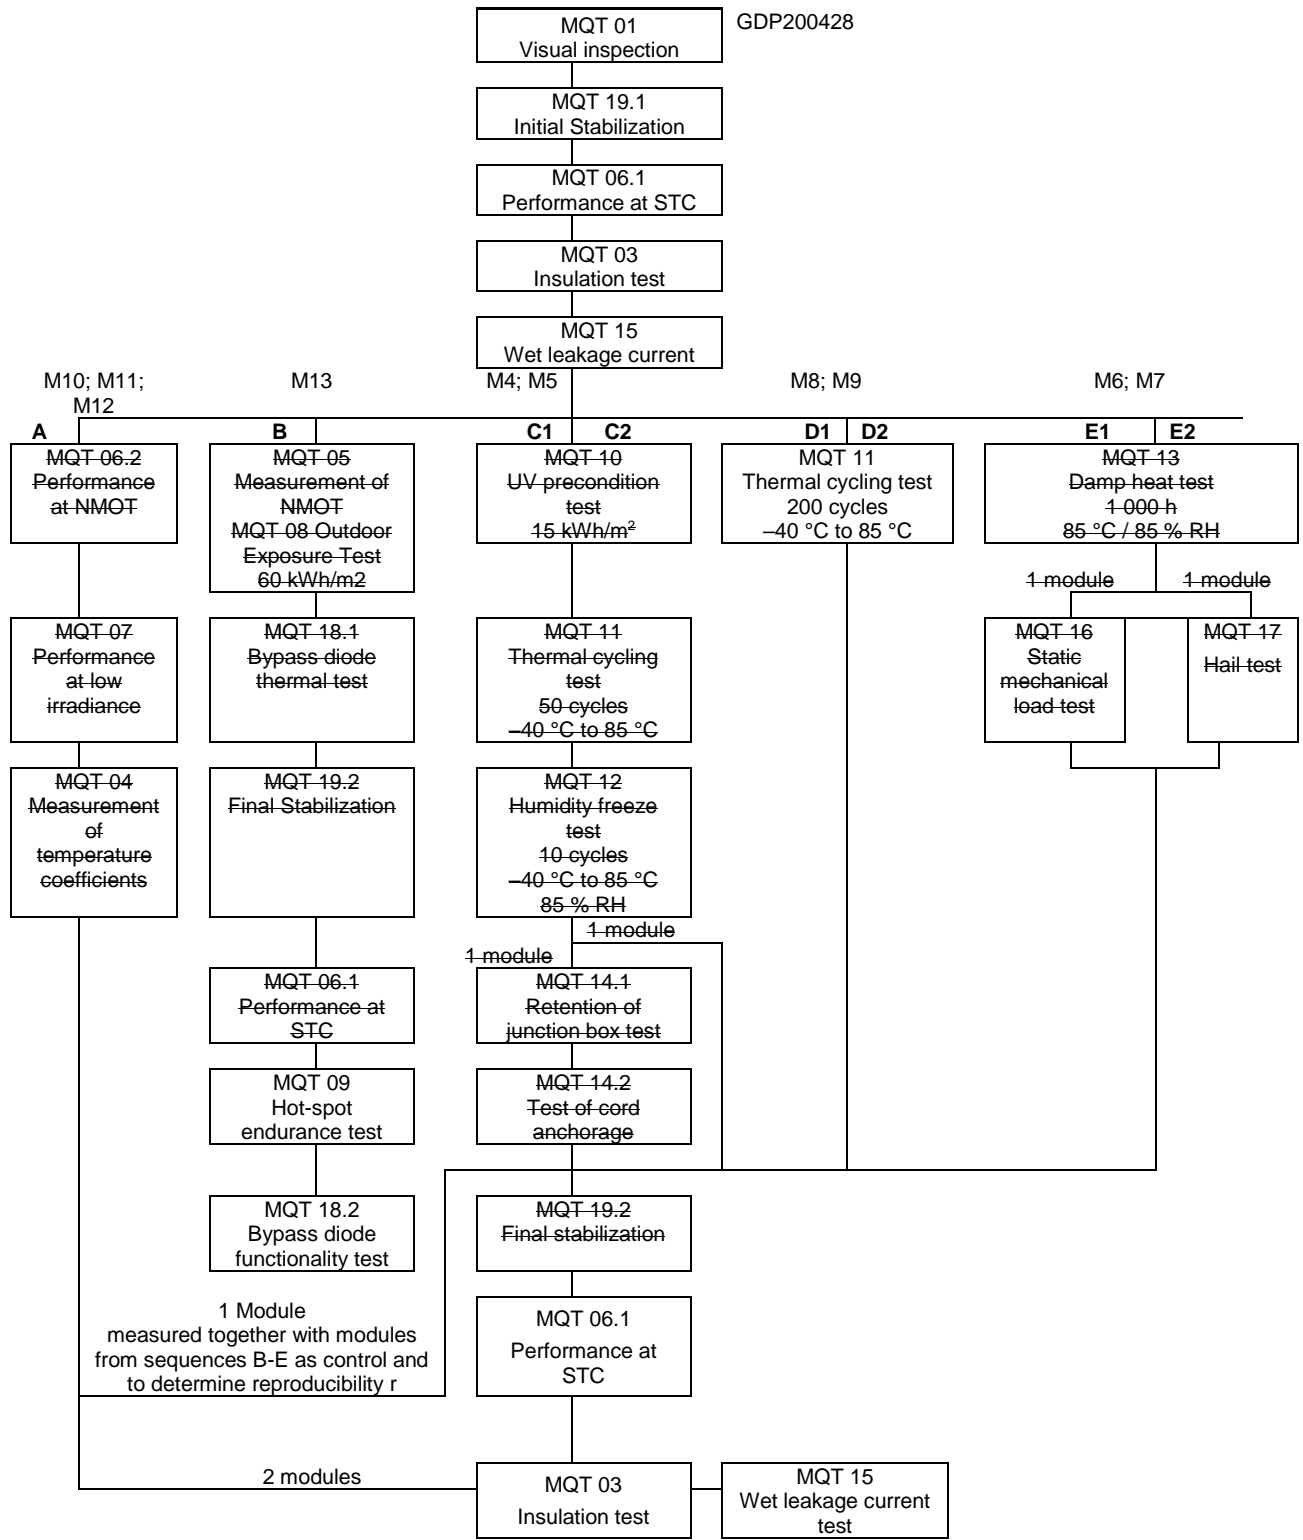 MQT 01
Visual inspection
GDP200428
MQT 19.1
Initial Stabilization
MQT 06.1
Performance at STC
MQT 03
Insulation test
MQT 15
Wet leakage current
M10; M11;
M12
M13
M4; M5
M8; M9
M6; M7
A
B
C1
C2
D1
D2
E1
E2
MQT 06.2
Performance
at NMOT
MQT 05
Measurement of
NMOT
MQT 08 Outdoor
Exposure Test
60 kWh/m2
MQT 10
UV precondition
test
15 kWh/m²
MQT 11
Thermal cycling test
200 cycles
–40 °C to 85 °C
MQT 13
Damp heat test
1 000 h
85 °C / 85 % RH
1 module
1 module
MQT 07
Performance
at low
irradiance
MQT 18.1
Bypass diode
thermal test
MQT 11
Thermal cycling
test
50 cycles
–40 °C to 85 °C
MQT 16
Static
mechanical
load test
MQT 17
Hail test
MQT 04
Measurement
of
temperature
coefficients
MQT 19.2
Final Stabilization
MQT 12
Humidity freeze
test
10 cycles
–40 °C to 85 °C
85 % RH
1 module
1 module
MQT 06.1
Performance at
STC
MQT 14.1
Retention of
junction box test
MQT 09
Hot-spot
endurance test
MQT 14.2
Test of cord
anchorage
MQT 18.2
Bypass diode
functionality test
MQT 19.2
Final stabilization
1 Module
measured together with modules
from sequences B-E as control and
to determine reproducibility r
MQT 06.1
Performance at
STC
2 modules
MQT 03
Insulation test
MQT 15
Wet leakage current
test